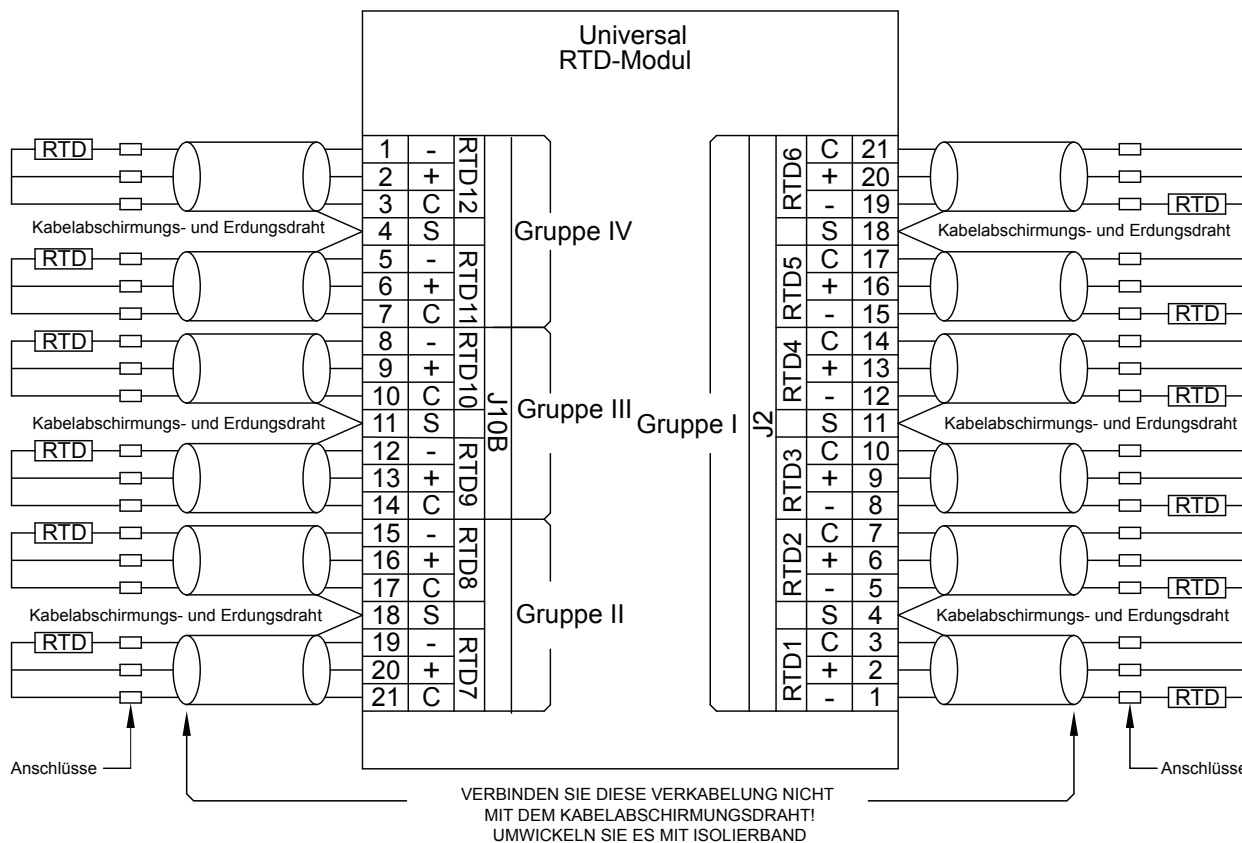 Universal
RTD-Modul
RTD 1 - RTD12 C 21
2 + RTD6 + 20
3 C - 19 RTD
Kabelabschirmungs- und Erdungsdraht 4 S Gruppe IV S 18 Kabelabschirmungs- und Erdungsdraht
RTD 5 - RTD11 C 17
6 + RTD5 + 16
7 C - 15 RTD
RTD 8 - RTD10 C 14
9 + RTD4 + 13
10 C J10B Gruppe III - 12 RTD
Kabelabschirmungs- und Erdungsdraht 11 S Gruppe I J2 S 11 Kabelabschirmungs- und Erdungsdraht
RTD 12 - RTD9 C 10
13 + RTD3 + 9
14 C - 8 RTD
RTD 15 - RTD8 C 7
16 + RTD2 + 6
17 C - 5 RTD
Kabelabschirmungs- und Erdungsdraht 18 S Gruppe II S 4 Kabelabschirmungs- und Erdungsdraht
RTD 19 - RTD7 C 3
20 + RTD1 + 2
21 C - 1 RTD
Anschlüsse Anschlüsse
VERBINDEN SIE DIESE VERKABELUNG NICHT
MIT DEM KABELABSCHIRMUNGSDRAHT!
UMWICKELN SIE ES MIT ISOLIERBAND